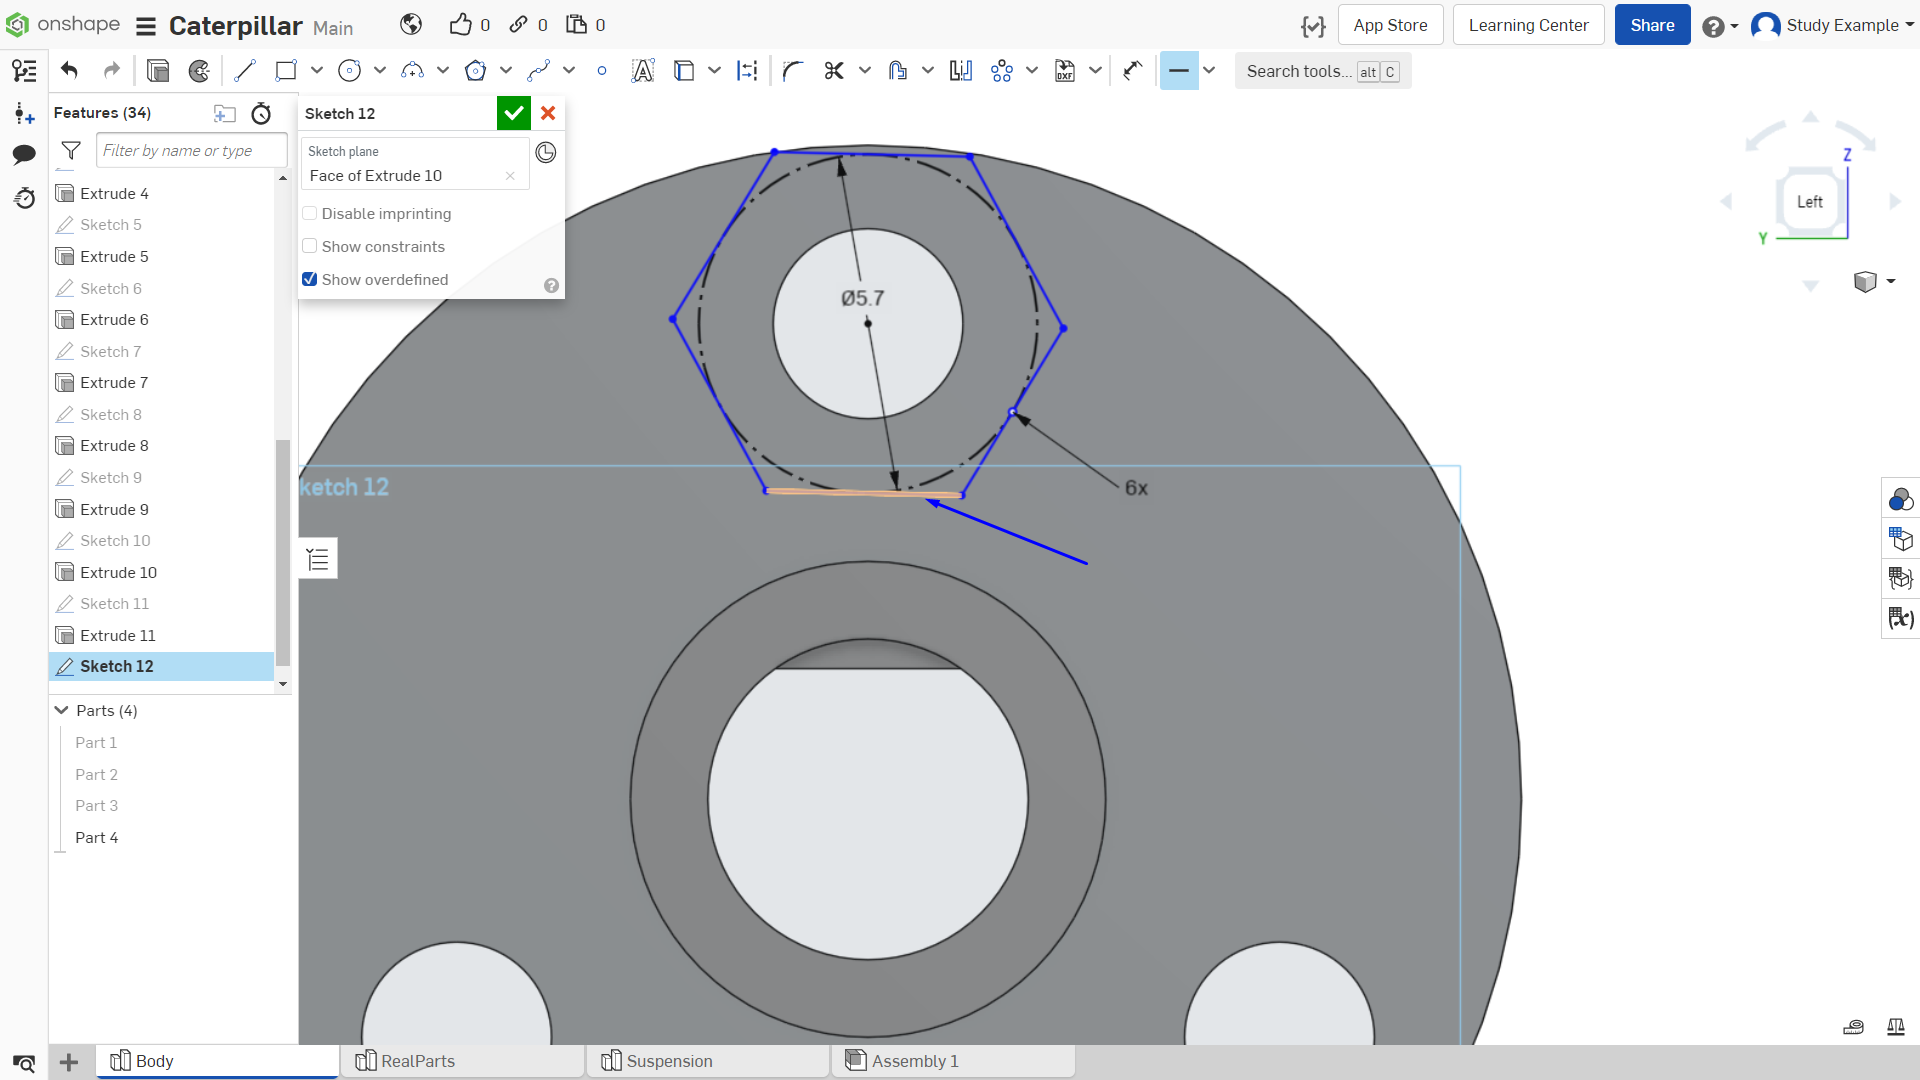 onshape
Caterpillar Main
0
0
0
App Store
Learning Center
Share
Study Example
Search tools... alt C
Features (34)
Filter by name or type
Extrude 4
Sketch 5
Extrude 5
Sketch 6
Extrude 6
Sketch 7
Extrude 7
Sketch 8
Extrude 8
Sketch 9
Extrude 9
Sketch 10
Extrude 10
Sketch 11
Extrude 11
Sketch 12
Parts (4)
Part 1
Part 2
Part 3
Part 4
Sketch 12
Sketch plane
Face of Extrude 10
Disable imprinting
Show constraints
Show overdefined
Ø5.7
6x
ketch 12
Z
Left
Y
Body
RealParts
Suspension
Assembly 1